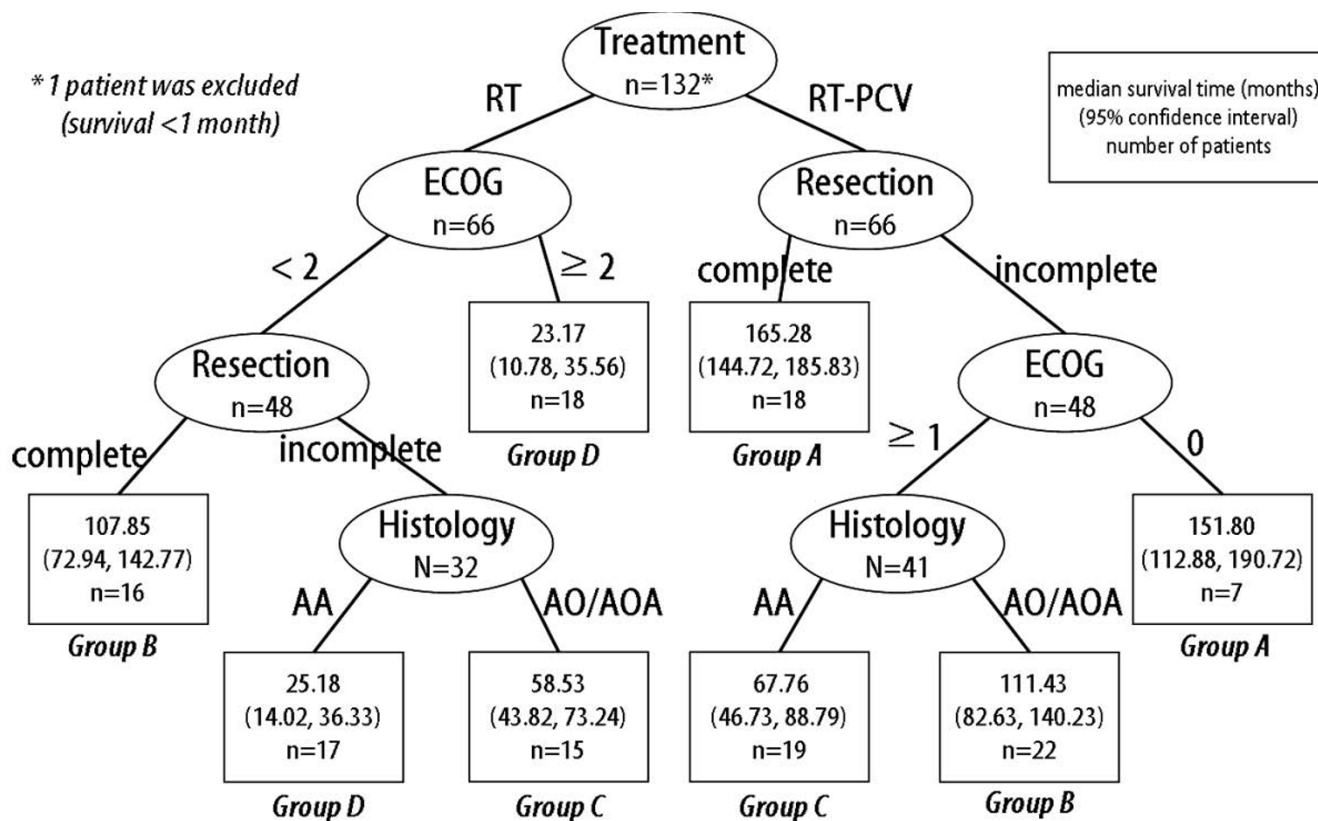 Treatment
n=132*
* 1 patient was excluded
(survival <1 month)
median survival time (months)
(95% confidence interval)
number of patients
RT
RT-PCV
ECOG
n=66
Resection
n=66
< 2
≥ 2
complete
incomplete
Resection
n=48
23.17
(10.78, 35.56)
n=18
Group D
165.28
(144.72, 185.83)
n=18
Group A
ECOG
n=48
complete
incomplete
≥ 1
0
107.85
(72.94, 142.77)
n=16
Group B
Histology
N=32
Histology
N=41
151.80
(112.88, 190.72)
n=7
Group A
AA
AO/AOA
AA
AO/AOA
25.18
(14.02, 36.33)
n=17
Group D
58.53
(43.82, 73.24)
n=15
Group C
67.76
(46.73, 88.79)
n=19
Group C
111.43
(82.63, 140.23)
n=22
Group B